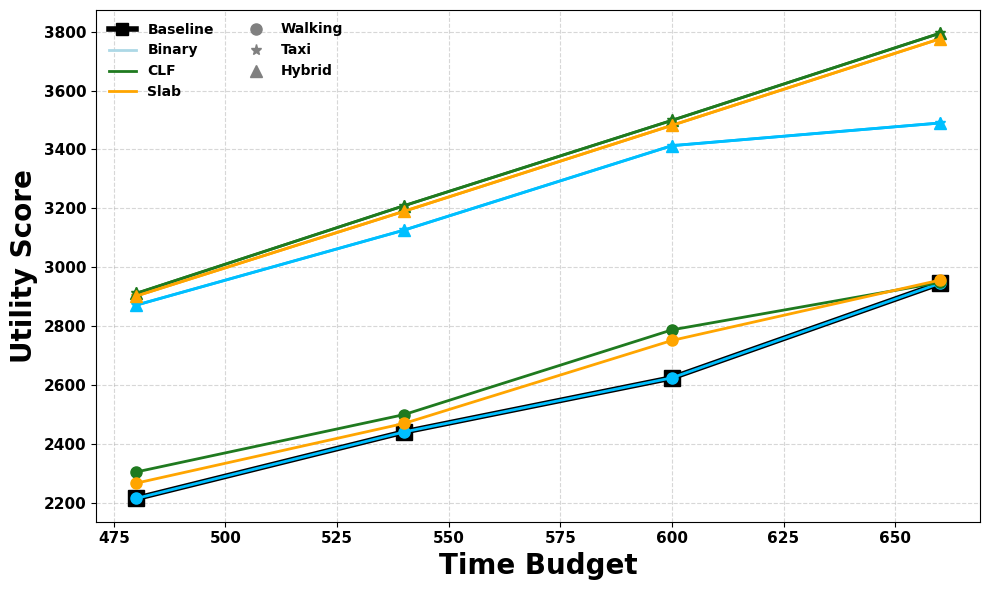 3800
3600
3400
3200
3000
2800
2600
2400
2200
Utility Score
Baseline
Binary
CLF
Slab
Walking
Taxi
Hybrid
475 500 525 550 575 600 625 650
Time Budget